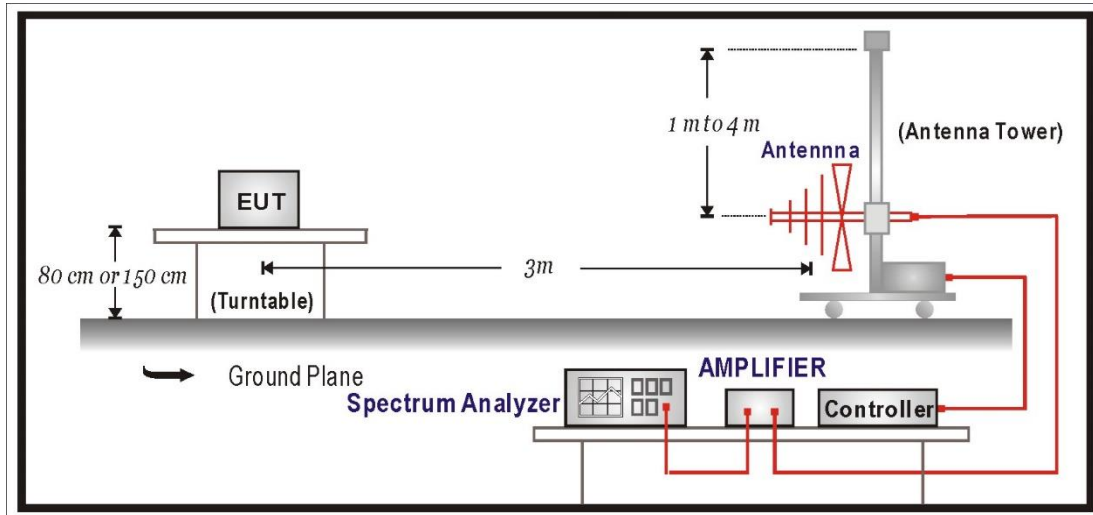 1 m to 4 m
(Antenna Tower)
Antennna
EUT
80 cm or 150 cm
3m
(Turntable)
Ground Plane
AMPLIFIER
Spectrum Analyzer
Controller